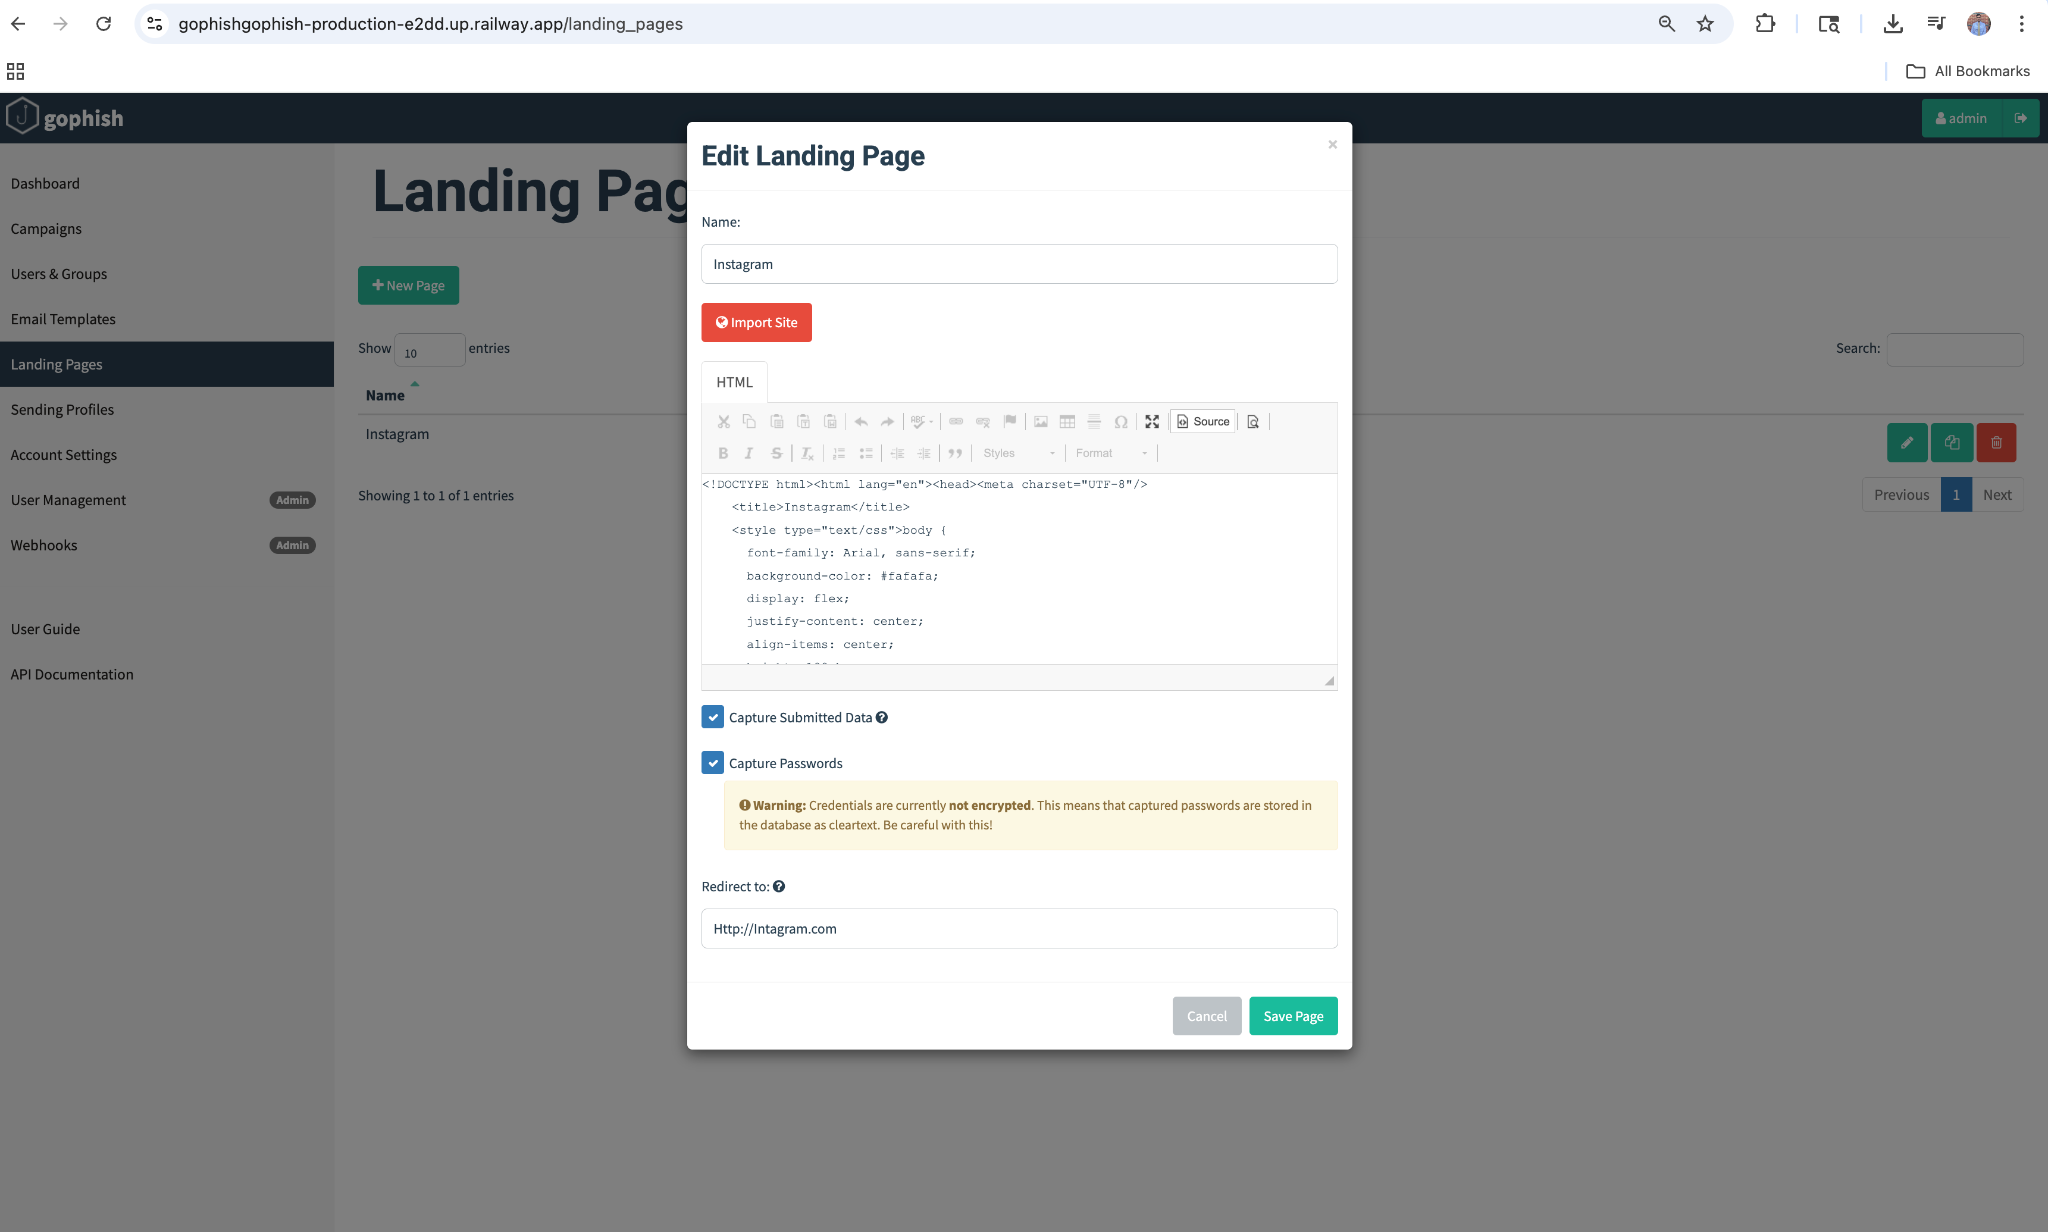 gophishgophish-production-e2dd.up.railway.app/landing_pages
All Bookmarks
gophish
admin
Dashboard
Campaigns
Users & Groups
Email Templates
Landing Pages
Sending Profiles
Account Settings
User Management Admin
Webhooks Admin
User Guide
API Documentation
Landing Pag
New Page
Show 10 entries
Search:
Name
Instagram
Showing 1 to 1 of 1 entries
Previous 1 Next
Edit Landing Page
×
Name:
Instagram
Import Site
HTML
ABC
Source
Styles Format
<!DOCTYPE html><html lang="en"><head><meta charset="UTF-8"/>
<title>Instagram</title>
<style type="text/css">body {
font-family: Arial, sans-serif;
background-color: #fafafa;
display: flex;
justify-content: center;
align-items: center;
Capture Submitted Data
Capture Passwords
Warning: Credentials are currently not encrypted. This means that captured passwords are stored in
the database as cleartext. Be careful with this!
Redirect to:
Http://Intagram.com
Cancel
Save Page